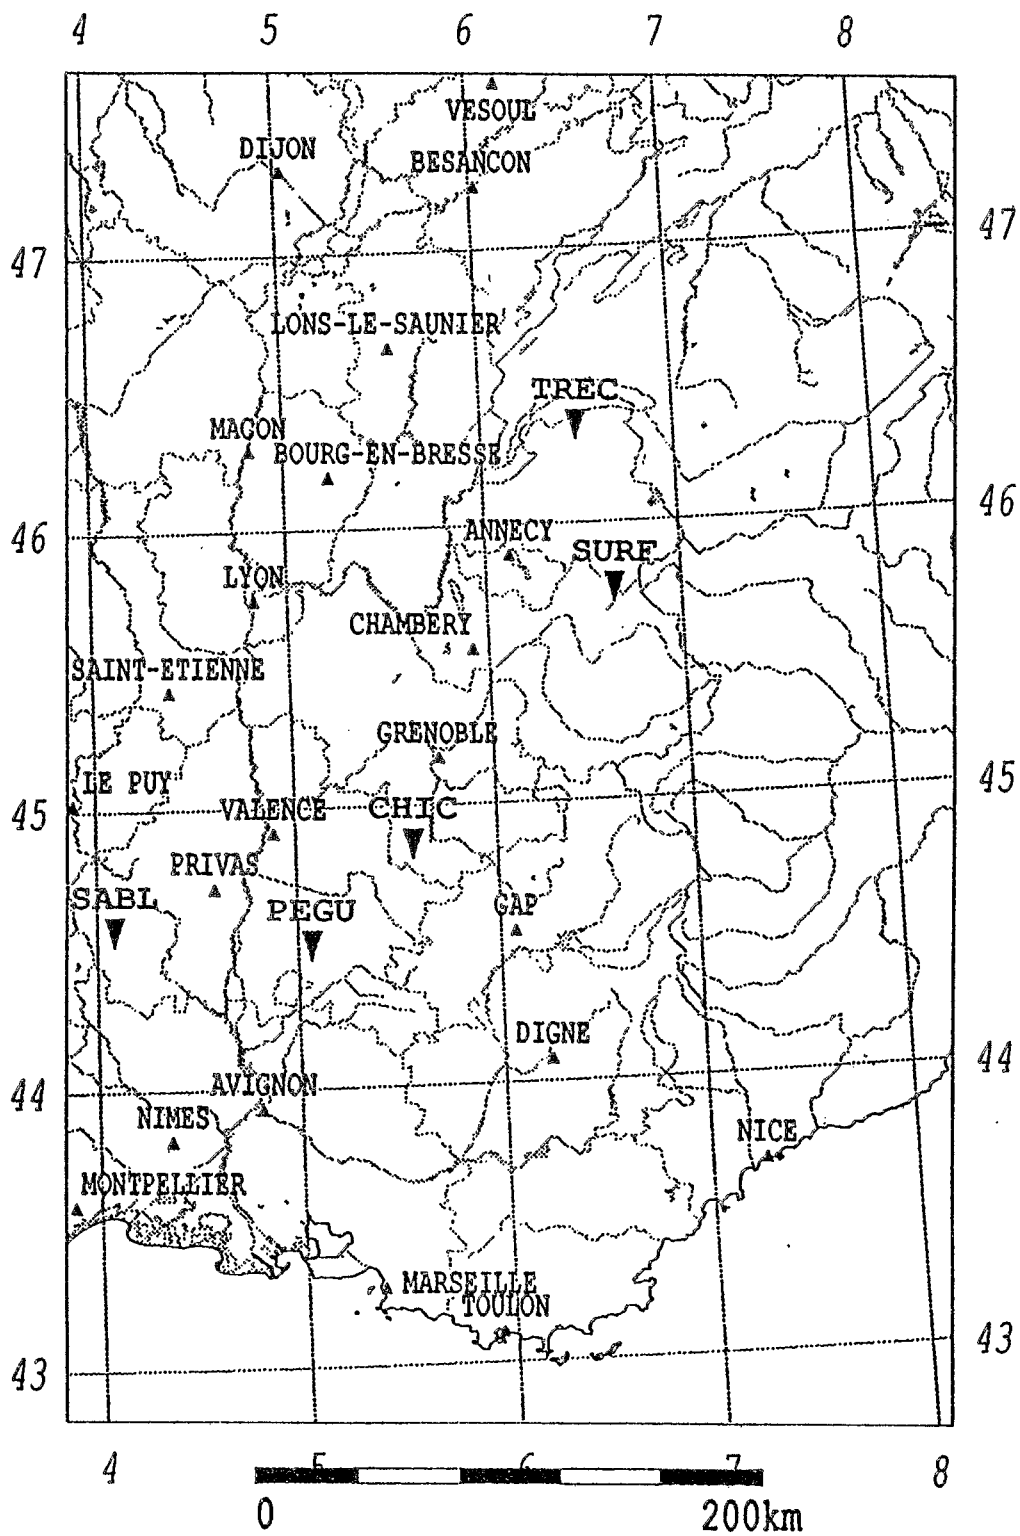 4 5 6 7 8
VESOUL
DIJON
BESANCON
47 47
LONS-LE-SAUNIER
TREC
MACON
BOURG-EN-BRESSE
46 46
ANNECY
SURF
LYON
CHAMBERY
SAINT-ETIENNE
GRENOBLE
LE PUY
45 45
VALENCE CHIC
PRIVAS
SABL PEGU GAP
DIGNE
44 44
AVIGNON
NIMES
NICE
MONTPELLIER
MARSEILLE
TOULON
43 43
4 5 6 7 8
0 200km